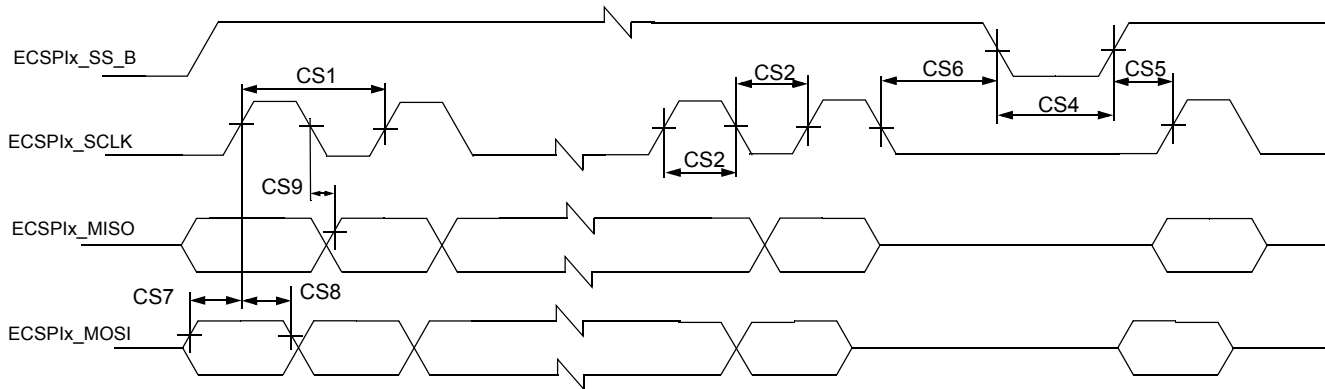 ECSPIx_SS_B
CS1
CS2
CS6
CS5
CS4
ECSPIx_SCLK
CS2
CS9
ECSPIx_MISO
CS7
CS8
ECSPIx_MOSI